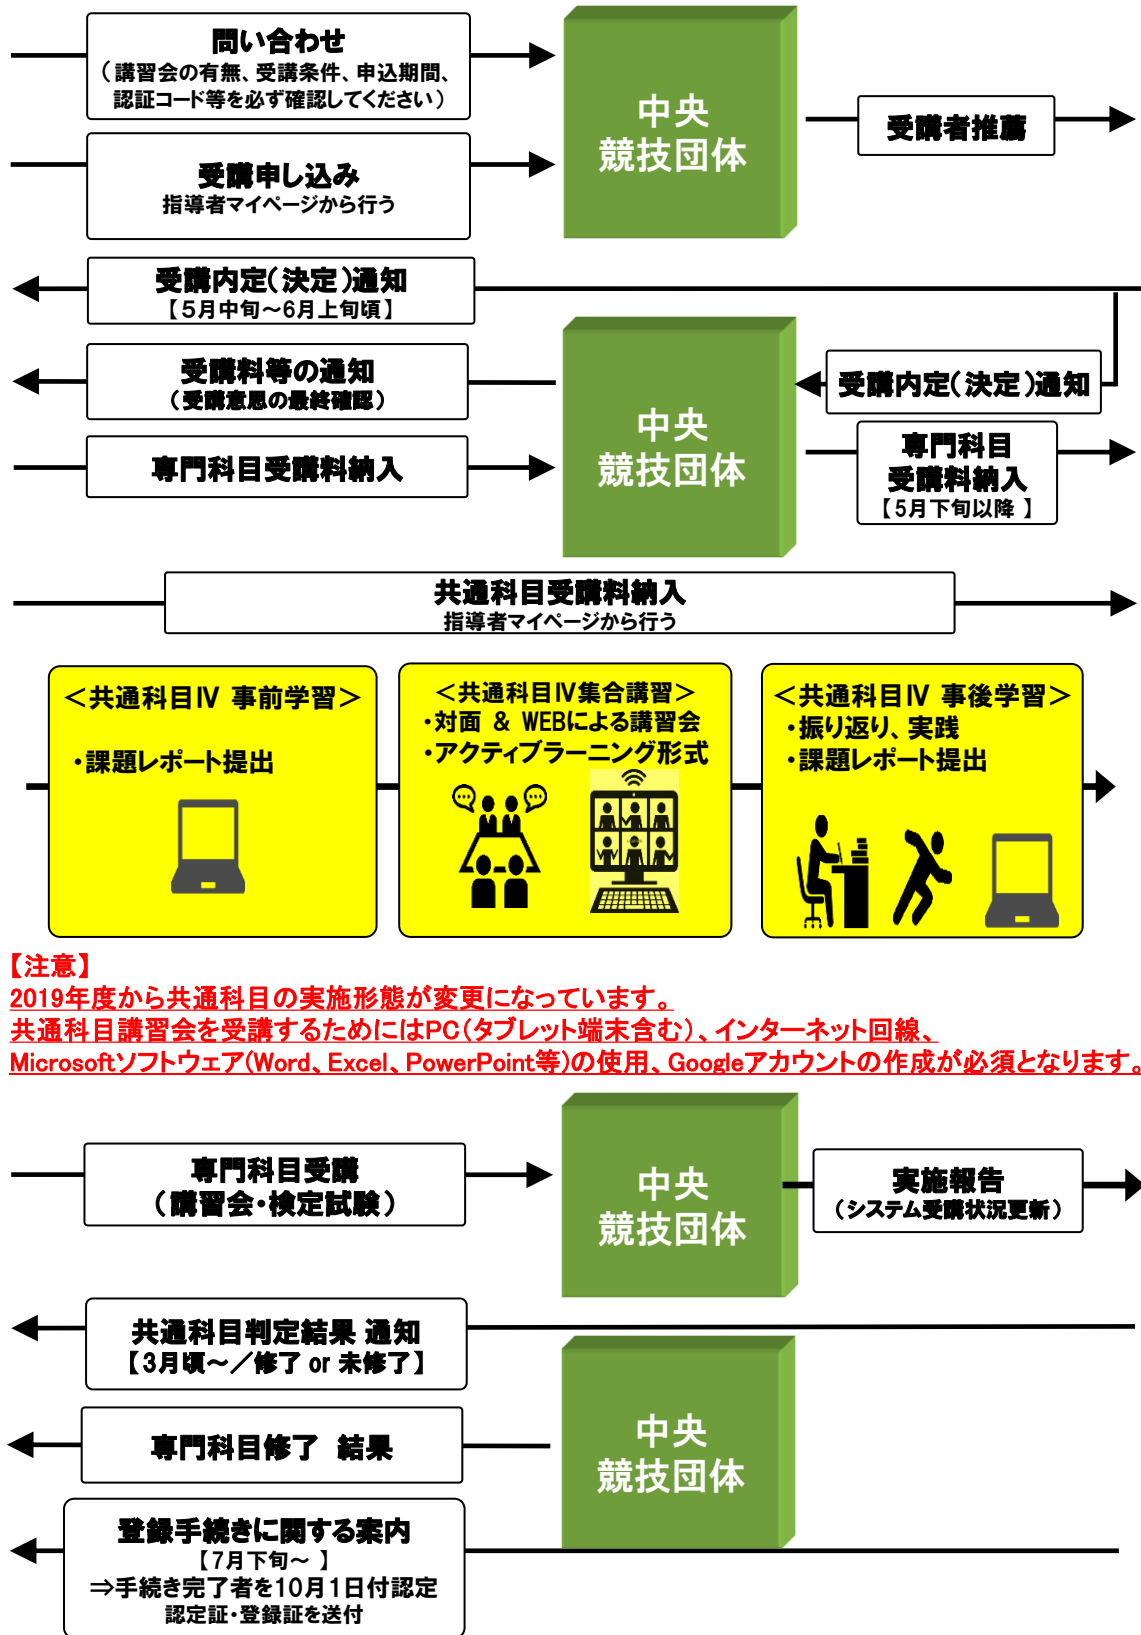 問い合わせ
（講習会の有無、受講条件、申込期間、
認証コード等を必ず確認してください）
中央
競技団体
受講者推薦
受講申し込み
指導者マイページから行う
受講内定（決定）通知
【５月中旬～6月上旬頃】
受講料等の通知
（受講意思の最終確認）
受講内定（決定）通知
中央
競技団体
専門科目受講料納入
専門科目
受講料納入
【5月下旬以降 】
共通科目受講料納入
指導者マイページから行う
＜共通科目Ⅳ 事前学習＞
・課題レポート提出
＜共通科目Ⅳ集合講習＞
・対面 & WEBによる講習会
・アクティブラーニング形式
＜共通科目Ⅳ 事後学習＞
・振り返り、実践
・課題レポート提出
【注意】
2019年度から共通科目の実施形態が変更になっています。
共通科目講習会を受講するためにはPC（タブレット端末含む）、インターネット回線、
Microsoftソフトウェア(Word、Excel、PowerPoint等)の使用、Googleアカウントの作成が必須となります。
専門科目受講
（講習会・検定試験）
中央
競技団体
実施報告
（システム受講状況更新）
共通科目判定結果 通知
【3月頃～／修了 or 未修了】
専門科目修了 結果
中央
競技団体
登録手続きに関する案内
【7月下旬～ 】
⇒手続き完了者を10月1日付認定
認定証・登録証を送付